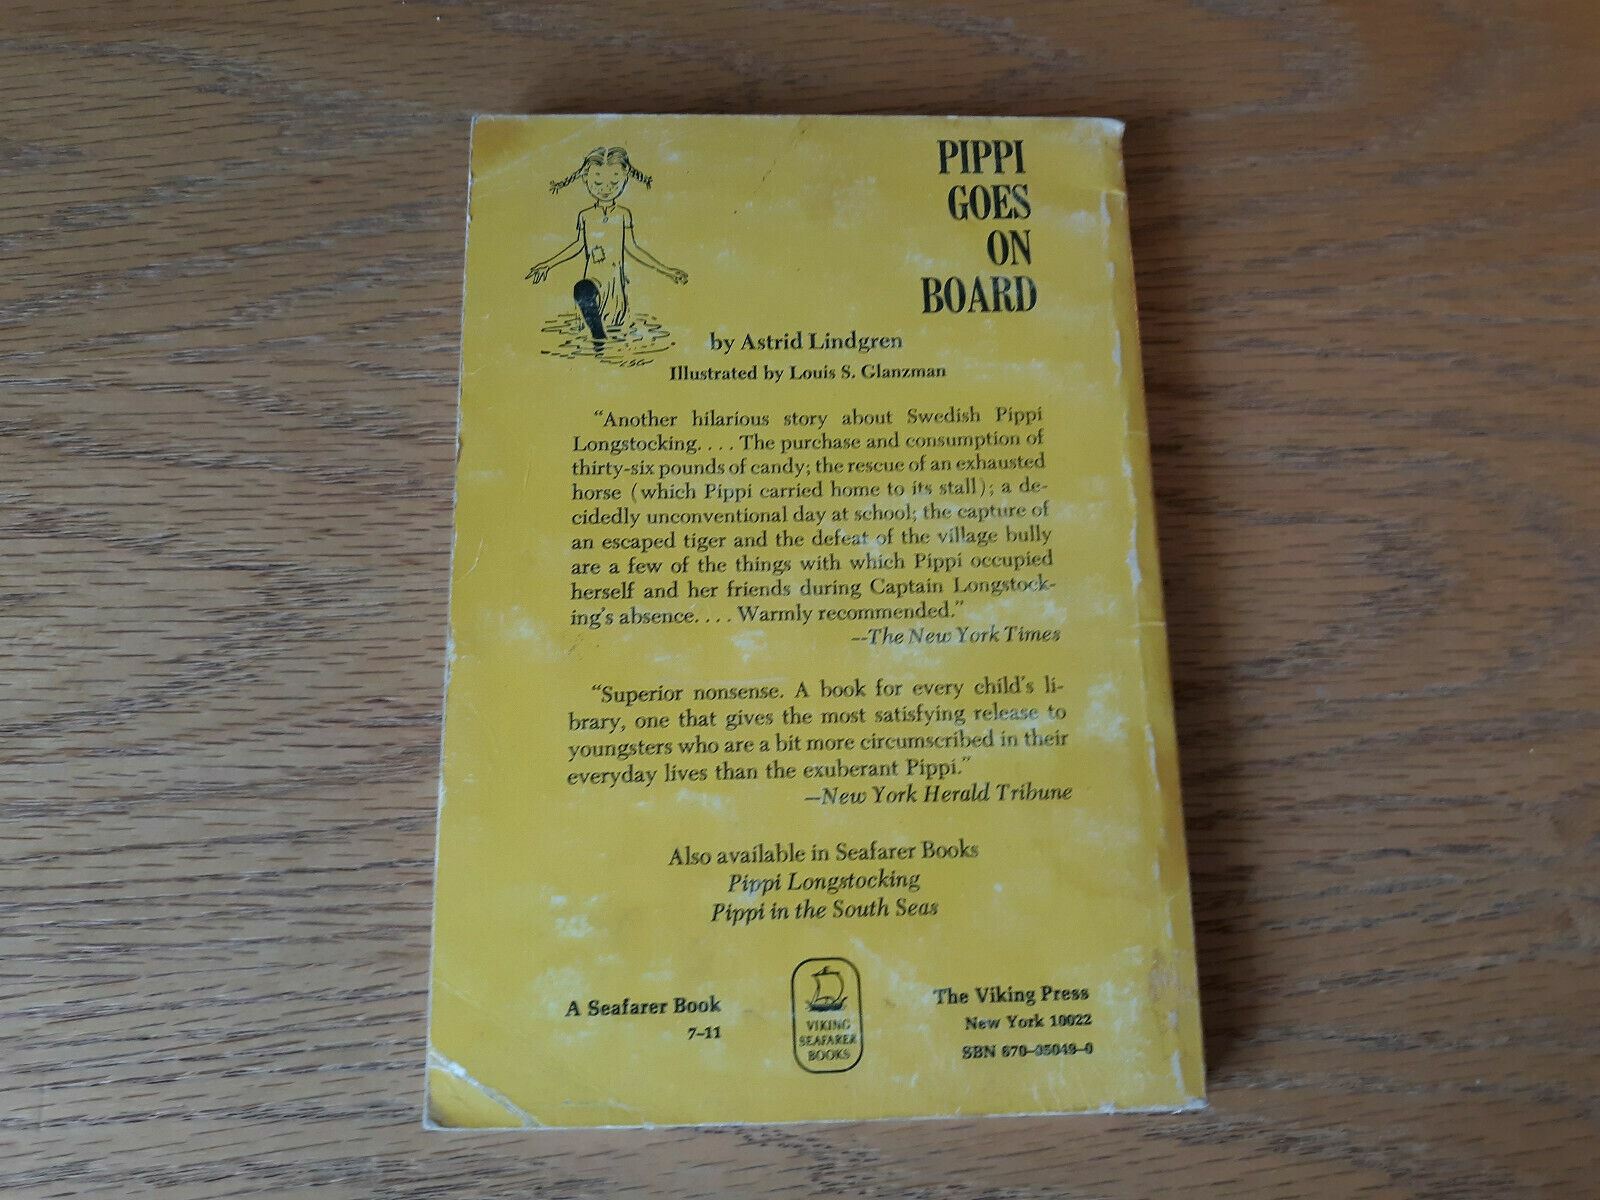 PIPPI
GOES
ON
BOARD
by Astrid Lindgren
Illustrated by Louis S. Glanzman
“Another hilarious story about Swedish Pippi
Longstocking. . . . The purchase and consumption of
thirty-six pounds of candy; the rescue of an exhausted
horse (which Pippi carried home to its stall); a de-
cidedly unconventional day at school; the capture of
an escaped tiger and the defeat of the village bully
are a few of the things with which Pippi occupied
herself and her friends during Captain Longstock-
ing's absence. . . . Warmly recommended.”
--The New York Times
“Superior nonsense. A book for every child's li-
brary, one that gives the most satisfying release to
youngsters who are a bit more circumscribed in their
everyday lives than the exuberant Pippi.”
—New York Herald Tribune
Also available in Seafarer Books
Pippi Longstocking
Pippi in the South Seas
A Seafarer Book
7–11
VIKING
SEAFARER
BOOKS
The Viking Press
New York 10022
SBN 670-05049-0